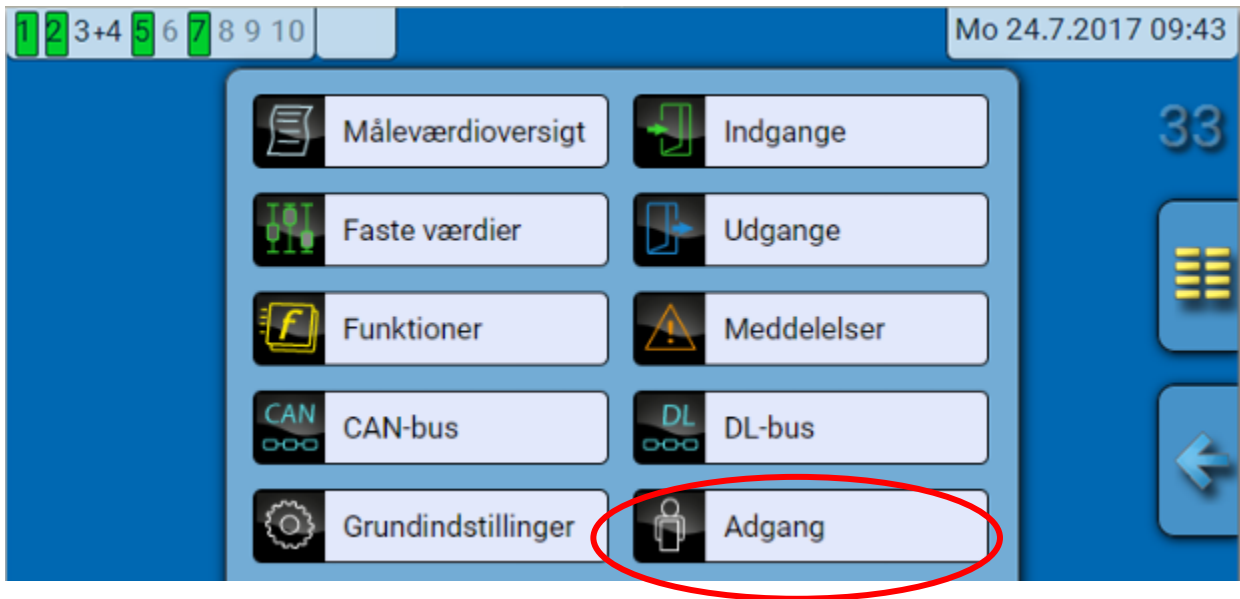 1 2 3+4 5 6 7 8 9 10
Mo 24.7.2017 09:43
Måleværdioversigt
Indgange
33
Faste værdier
Udgange
f Funktioner
Meddelelser
CAN CAN-bus
DL DL-bus
Grundindstillinger
Adgang